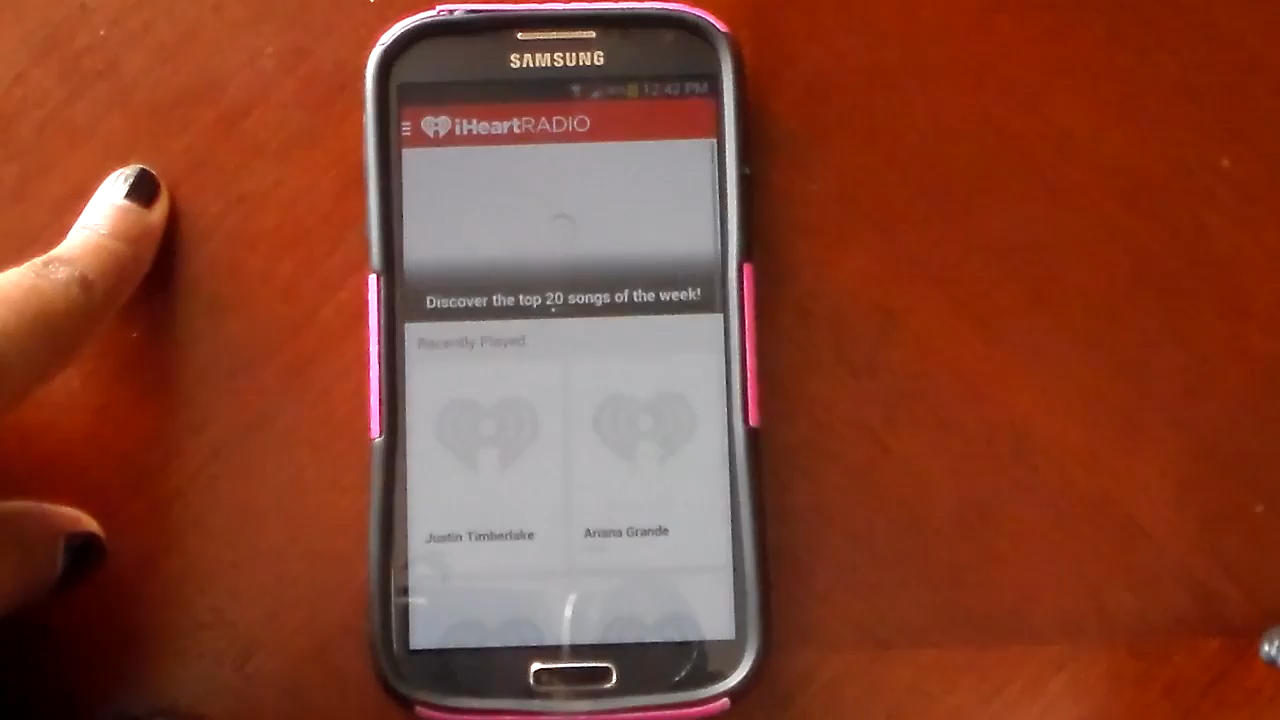 SAMSUNG
12:42 PM
iHeartRADIO
Discover the top 20 songs of the week!
Recently Played
Justin Timberlake
Ariana Grande